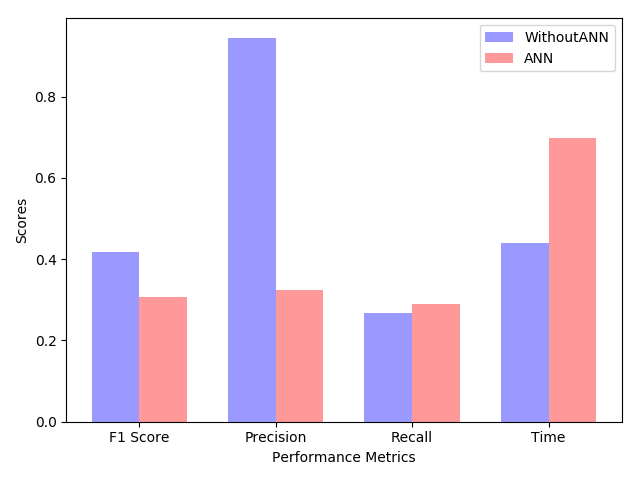 WithoutANN
ANN
Scores
0.8
0.6
0.4
0.2
0.0
F1 Score Precision Recall Time
Performance Metrics